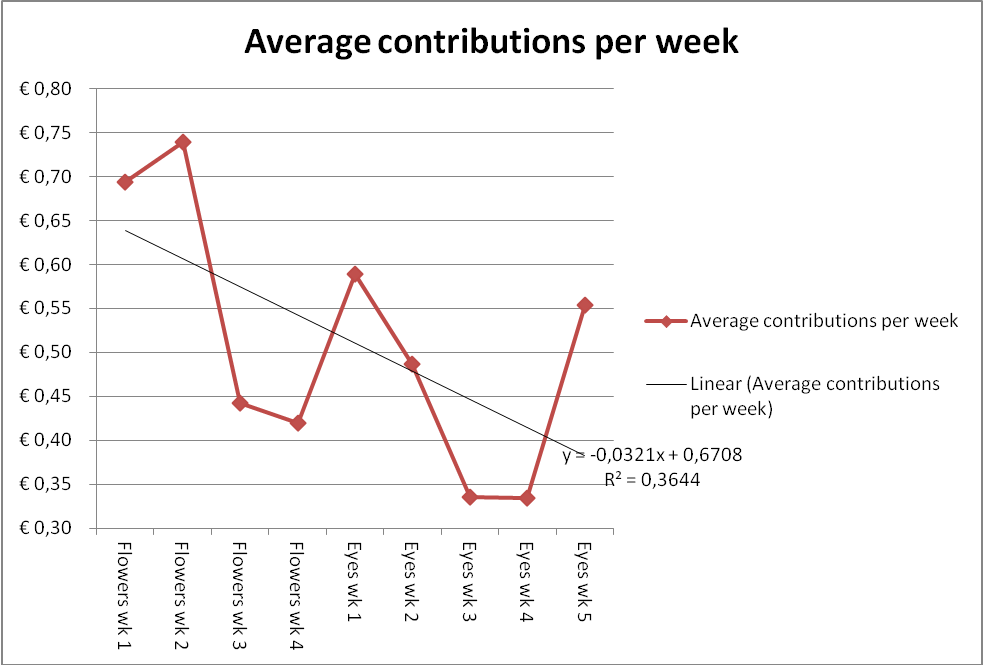 Average contributions per week
€ 0,80
€ 0,75
€ 0,70
€ 0,65
€ 0,60
€ 0,55
€ 0,50
€ 0,45
€ 0,40
€ 0,35
€ 0,30
Flowers wk 1
Flowers wk 2
Flowers wk 3
Flowers wk 4
Eyes wk 1
Eyes wk 2
Eyes wk 3
Eyes wk 4
Eyes wk 5
Average contributions per week
Linear (Average contributions
per week)
y = -0,0321x + 0,6708
R² = 0,3644